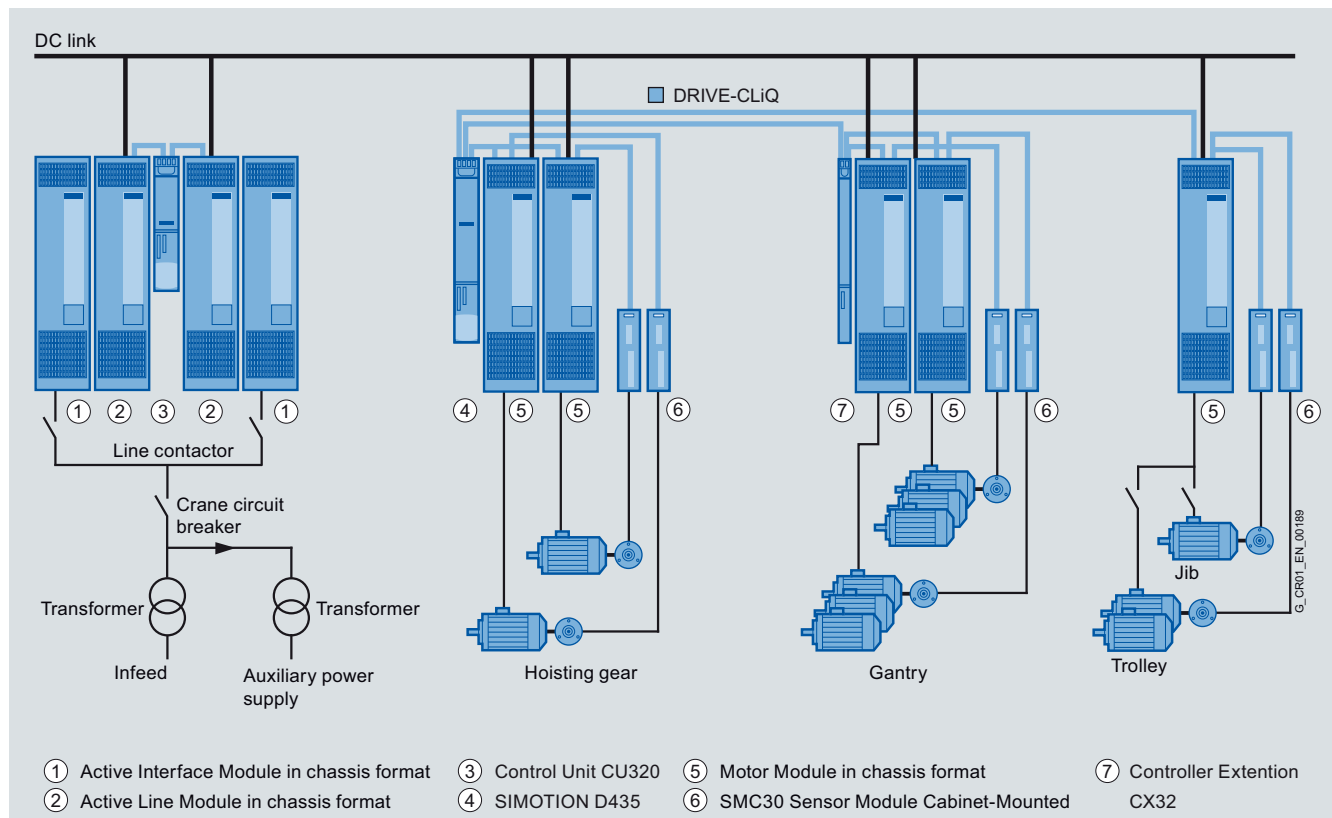 DC link
DRIVE-CLiQ
1 2 3 2 1 4 5 5 6 7 5 5 6 5 6
Line contactor
Crane circuit
breaker
Transformer
Transformer
Infeed
Auxiliary power
supply
Hoisting gear
Gantry
Jib
Trolley
G_CR01_EN_00189
1 Active Interface Module in chassis format
2 Active Line Module in chassis format
3 Control Unit CU320
4 SIMOTION D435
5 Motor Module in chassis format
6 SMC30 Sensor Module Cabinet-Mounted
7 Controller Extention
CX32